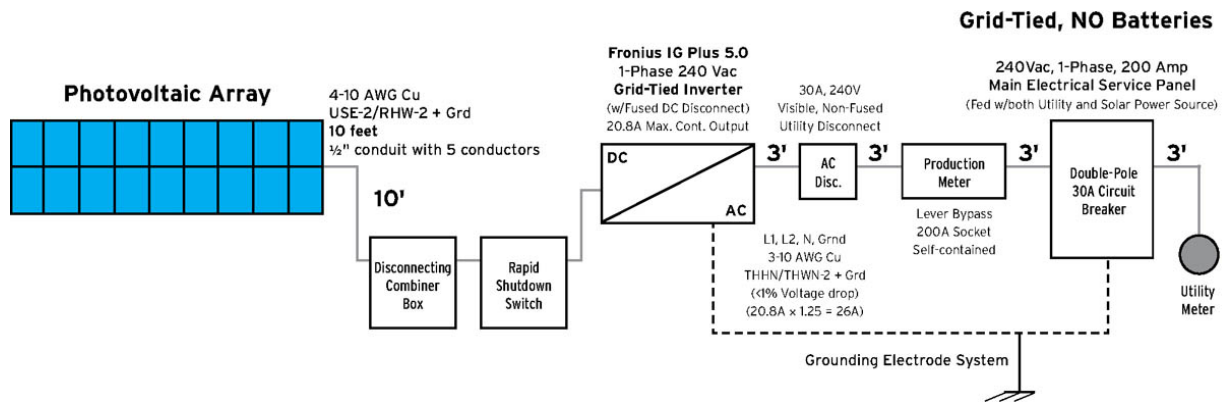 Grid-Tied, NO Batteries
Photovoltaic Array
4-10 AWG Cu
USE-2/RHW-2 + Grd
10 feet
½" conduit with 5 conductors
10'
Disconnecting
Combiner
Box
Rapid
Shutdown
Switch
Fronius IG Plus 5.0
1-Phase 240 Vac
Grid-Tied Inverter
(w/Fused DC Disconnect)
20.8A Max. Cont. Output
DC
AC
3'
L1, L2, N, Grnd
3-10 AWG Cu
THHN/THWN-2 + Grd
(<1% Voltage drop)
(20.8A x 1.25 = 26A)
30A, 240V
Visible, Non-Fused
Utility Disconnect
AC
Disc.
3'
Production
Meter
Lever Bypass
200A Socket
Self-contained
3'
240Vac, 1-Phase, 200 Amp
Main Electrical Service Panel
(Fed w/both Utility and Solar Power Source)
Double-Pole
30A Circuit
Breaker
3'
Utility
Meter
Grounding Electrode System